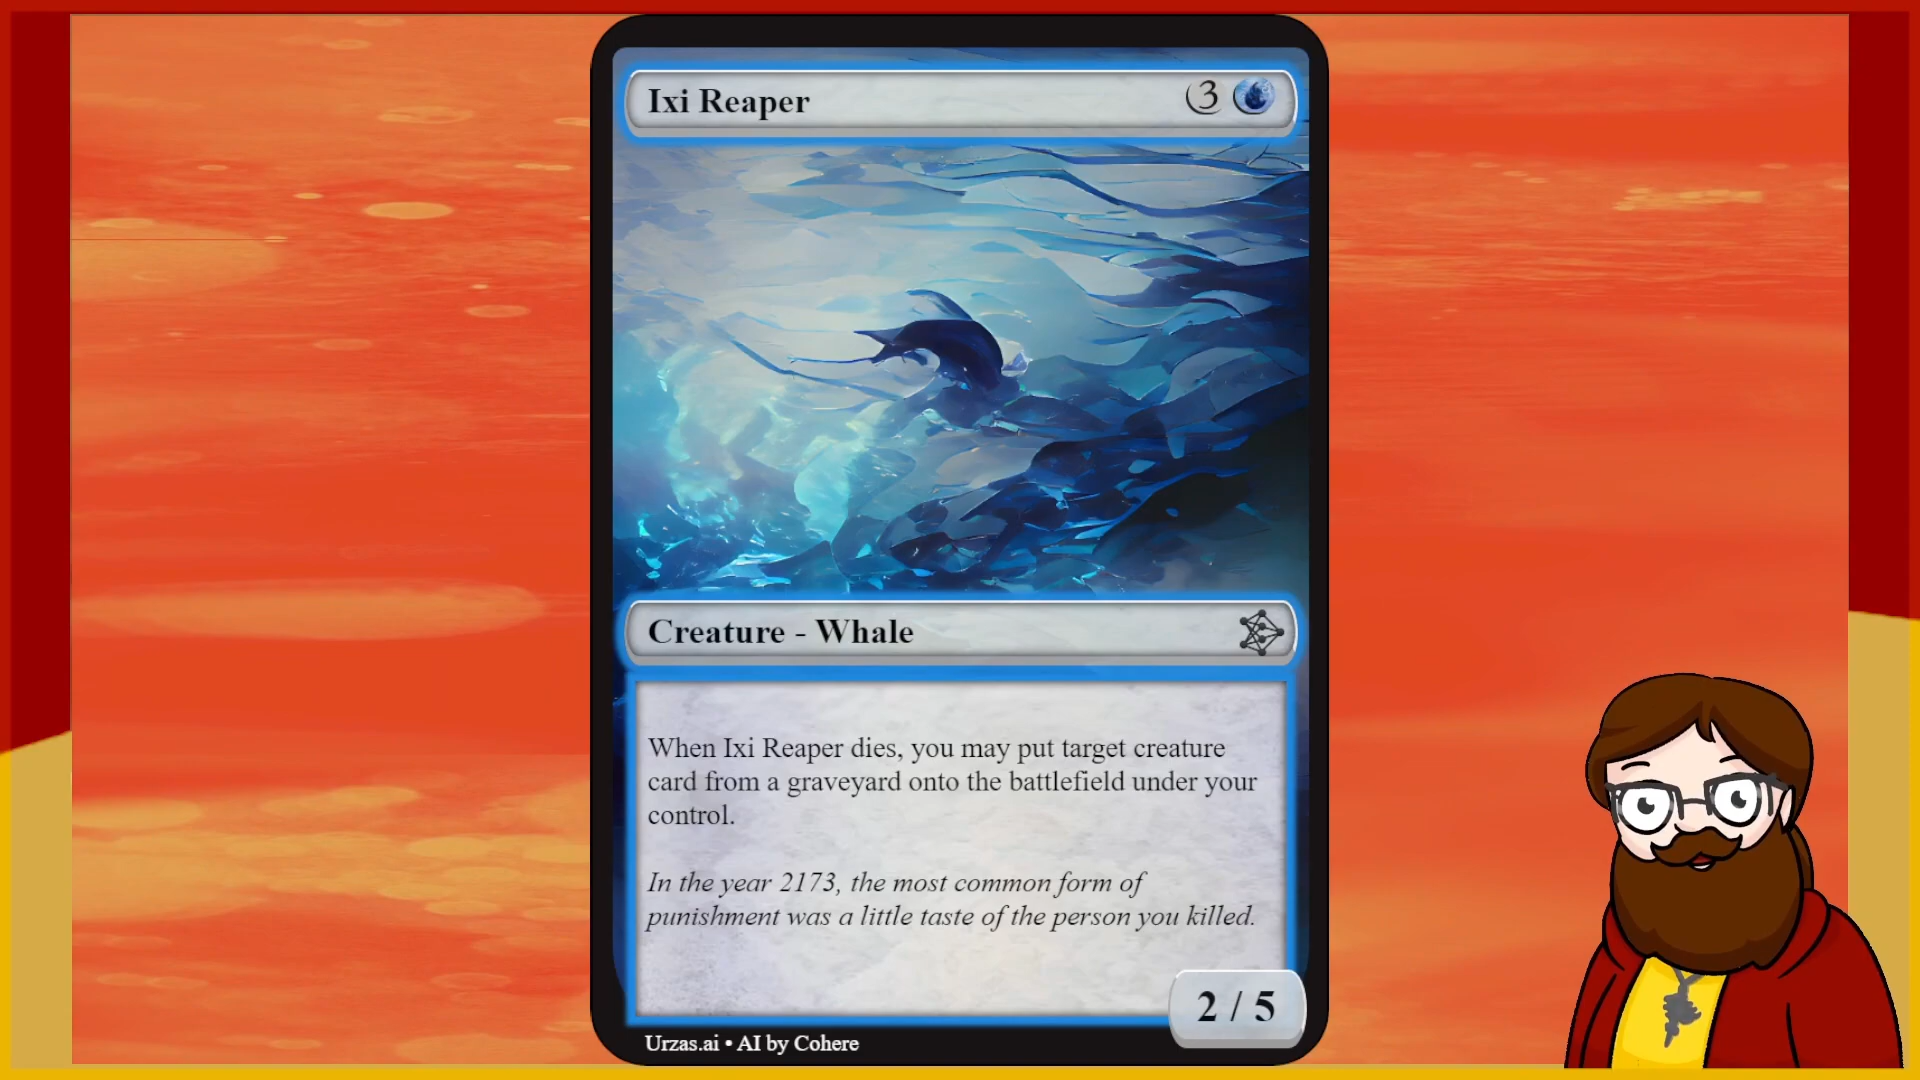 Ixi Reaper 3
Creature - Whale
When Ixi Reaper dies, you may put target creature
card from a graveyard onto the battlefield under your
control.
In the year 2173, the most common form of
punishment was a little taste of the person you killed.
2 / 5
Urzas.ai • AI by Cohere